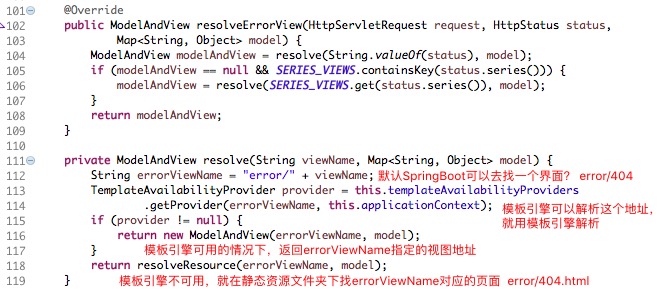 101 @Override
102 public ModelAndView resolveErrorView(HttpServletRequest request, HttpStatus status,
103 Map<String, Object> model) {
104 ModelAndView modelAndView = resolve(String.valueOf(status), model);
105 if (modelAndView == null && SERIES_VIEWS.containsKey(status.series())) {
106 modelAndView = resolve(SERIES_VIEWS.get(status.series()), model);
107 }
108 return modelAndView;
109 }
110
111 private ModelAndView resolve(String viewName, Map<String, Object> model) {
112 String errorViewName = "error/" + viewName; 默认SpringBoot可以去找一个界面? error/404
113 TemplateAvailabilityProvider provider = this.templateAvailabilityProviders
114 .getProvider(errorViewName, this.applicationContext); 模板引擎可以解析这个地址,
就用模板引擎解析
115 if (provider != null) {
116 return new ModelAndView(errorViewName, model);
117 } 模板引擎可用的情况下，返回errorViewName指定的视图地址
118 return resolveResource(errorViewName, model);
119 } 模板引擎不可用，就在静态资源文件夹下找errorViewName对应的页面 error/404.html